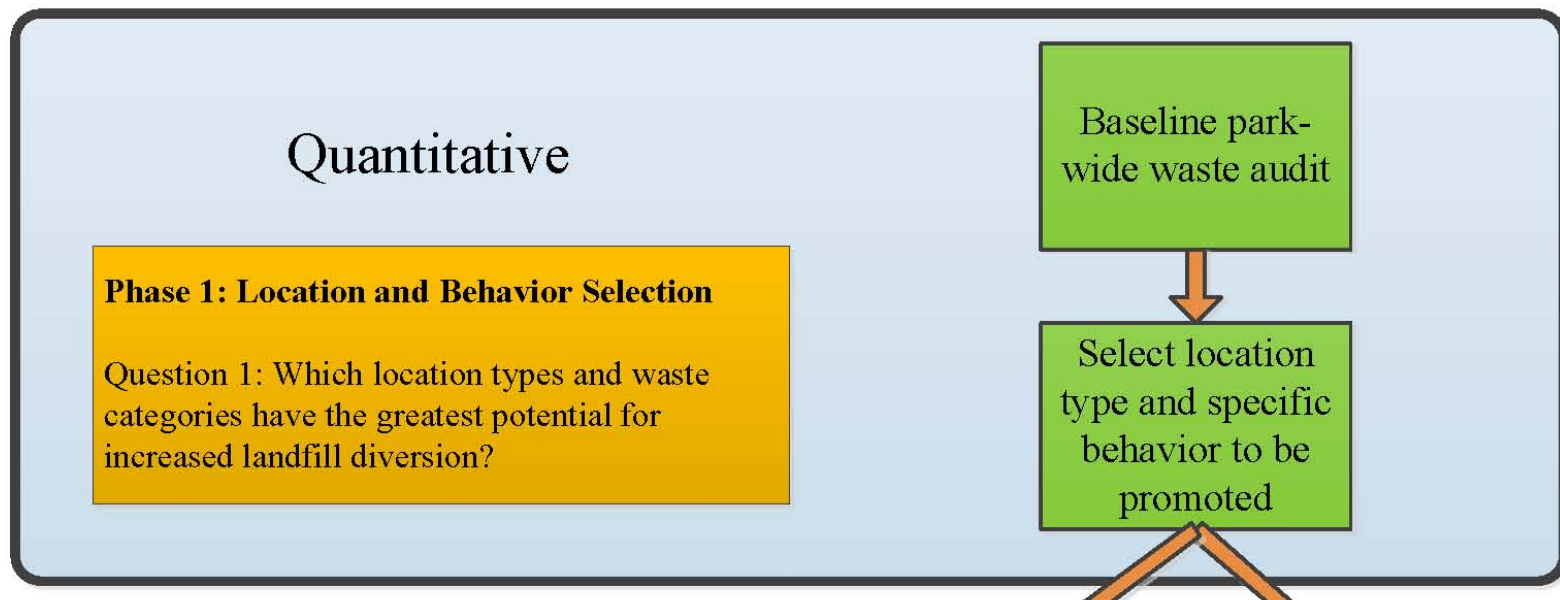 Quantitative
Phase 1: Location and Behavior Selection
Question 1: Which location types and waste
categories have the greatest potential for
increased landfill diversion?
Baseline park-
wide waste audit
Select location
type and specific
behavior to be
promoted